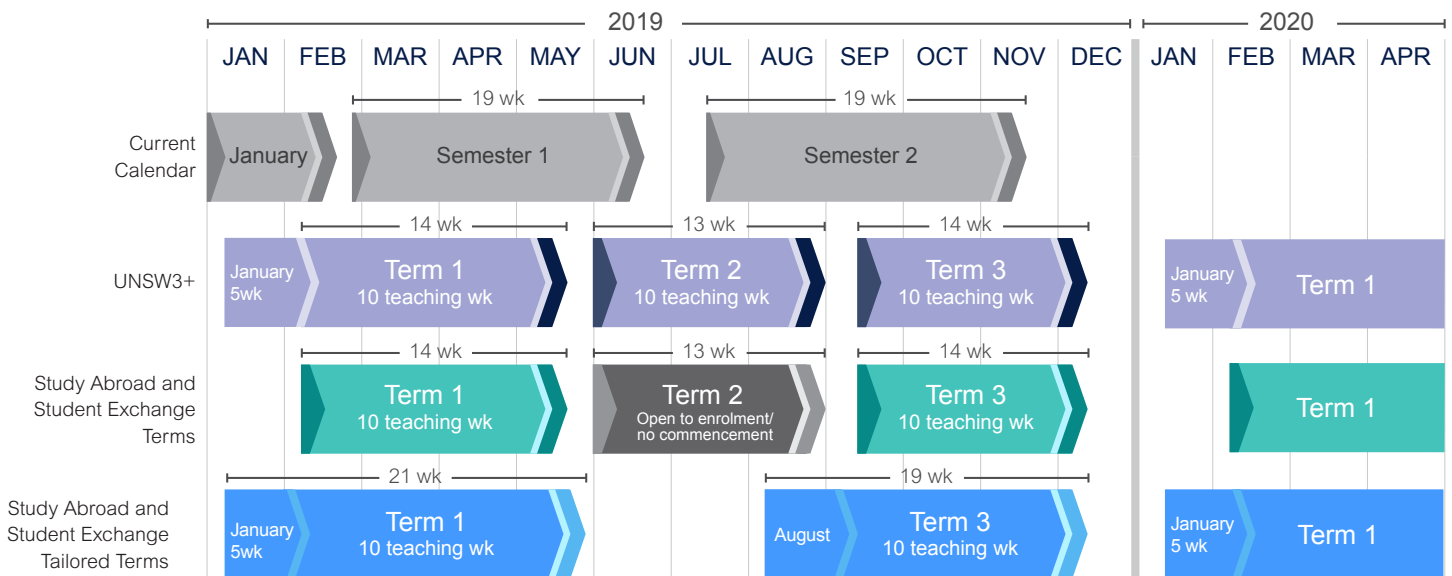 2019
2020
JAN FEB MAR APR MAY JUN JUL AUG SEP OCT NOV DEC JAN FEB MAR APR
19 wk
19 wk
Current
Calendar
January
Semester 1
Semester 2
14 wk
13 wk
14 wk
UNSW3+
January
5wk
Term 1
10 teaching wk
Term 2
10 teaching wk
Term 3
10 teaching wk
January
5 wk
Term 1
14 wk
13 wk
14 wk
Study Abroad and
Student Exchange
Terms
Term 1
10 teaching wk
Term 2
Open to enrolment/
no commencement
Term 3
10 teaching wk
Term 1
21 wk
19 wk
Study Abroad and
Student Exchange
Tailored Terms
January
5wk
Term 1
10 teaching wk
August
Term 3
10 teaching wk
January
5 wk
Term 1